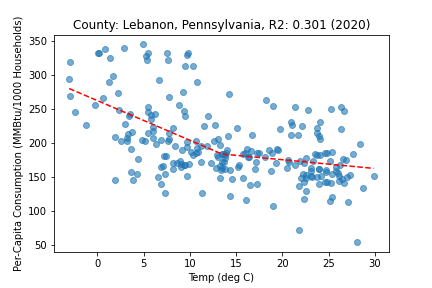 County: Lebanon, Pennsylvania, R2: 0.301 (2020)
Per-Capita Consumption (MMBtu/1000 Households)
350
300
250
200
150
100
50
0 5 10 15 20 25 30
Temp (deg C)